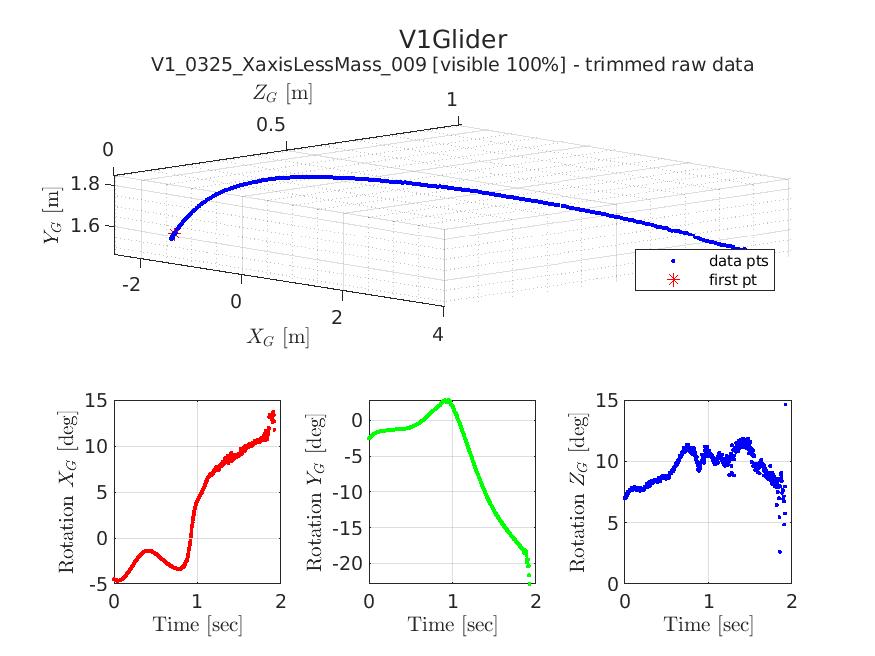 V1Glider
V1_0325_XaxisLessMass_009 [visible 100%] - trimmed raw data
Z_G [m]
0
0.5
1
Y_G [m]
1.8
1.6
-2
0
2
4
X_G [m]
data pts
first pt
Rotation X_G [deg]
15
10
5
0
-5
0
1
2
Time [sec]
Rotation Y_G [deg]
0
-5
-10
-15
-20
0
1
2
Time [sec]
Rotation Z_G [deg]
15
10
5
0
0
1
2
Time [sec]